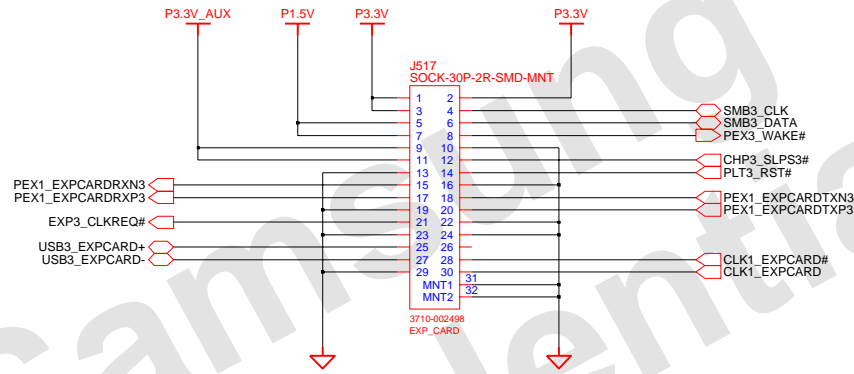 P3.3V_AUX P1.5V P3.3V P3.3V
J517
SOCK-30P-2R-SMD-MNT
1 2
3 4 SMB3_CLK
5 6 SMB3_DATA
7 8 PEX3_WAKE#
9 10
11 12 CHP3_SLPS3#
13 14 PLT3_RST#
PEX1_EXPCARDRXN3 15 16
PEX1_EXPCARDRXP3 17 18 PEX1_EXPCARDTXN3
19 20 PEX1_EXPCARDTXP3
EXP3_CLKREQ# 21 22
23 24
USB3_EXPCARD+ 25 26
USB3_EXPCARD- 27 28 CLK1_EXPCARD#
29 30 CLK1_EXPCARD
MNT1 31
MNT2 32
3710-002498
EXP_CARD
Samsung